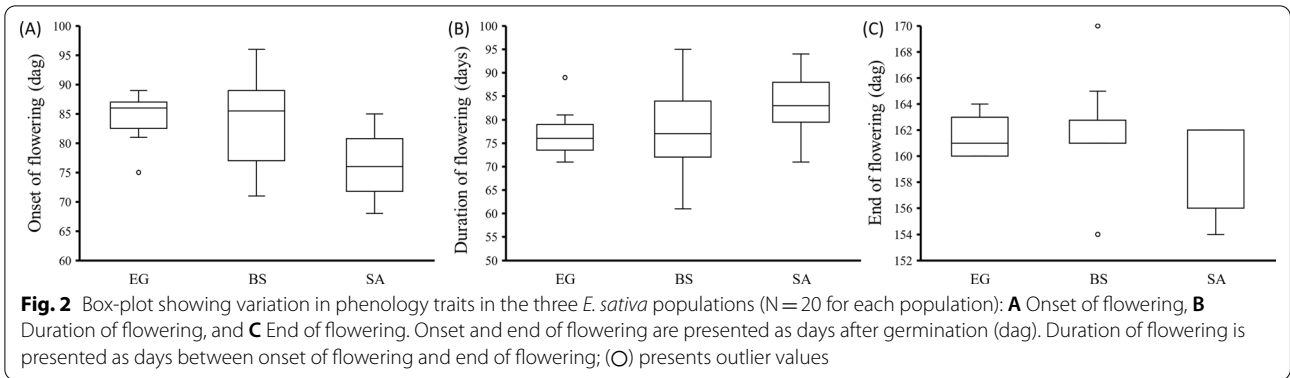 (A)
Onset of flowering (dag)
100
95
90
85
80
75
70
65
60
EG BS SA
(B)
Duration of flowering (days)
100
95
90
85
80
75
70
65
60
55
50
EG BS SA
(C)
End of flowering (dag)
170
168
166
164
162
160
158
156
154
152
EG BS SA
Fig. 2 Box-plot showing variation in phenology traits in the three E. sativa populations (N = 20 for each population): A Onset of flowering, B
Duration of flowering, and C End of flowering. Onset and end of flowering are presented as days after germination (dag). Duration of flowering is
presented as days between onset of flowering and end of flowering; (○) presents outlier values